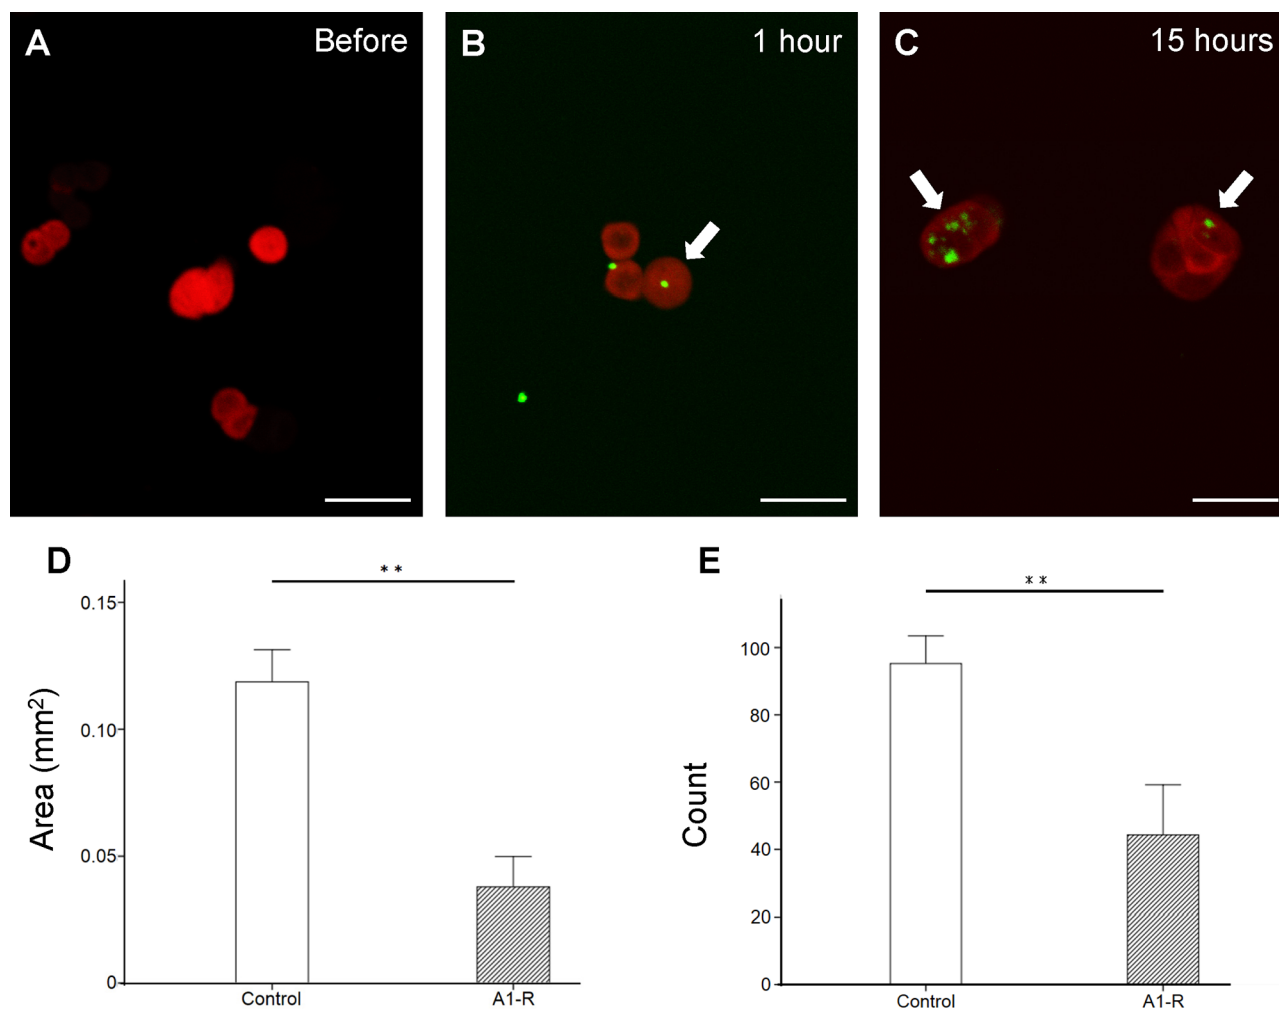 A
Before
B
1 hour
C
15 hours
D
**
0.15
0.10
0.05
0
Area (mm²)
Control
A1-R
E
**
100
80
60
40
20
0
Count
Control
A1-R